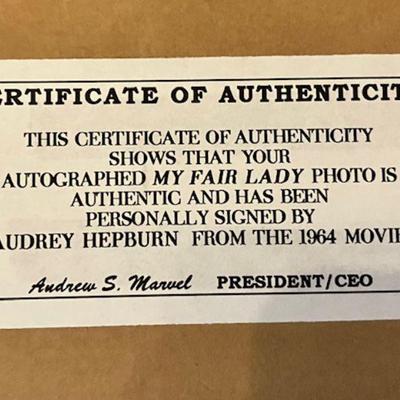 ERTIFICATE OF AUTHENTICIT
THIS CERTIFICATE OF AUTHENTICITY
SHOWS THAT YOUR
AUTOGRAPHED MY FAIR LADY PHOTO IS
AUTHENTIC AND HAS BEEN
PERSONALLY SIGNED BY
AUDREY HEPBURN FROM THE 1964 MOVIE
Andrew S. Marvel PRESIDENT/CEO